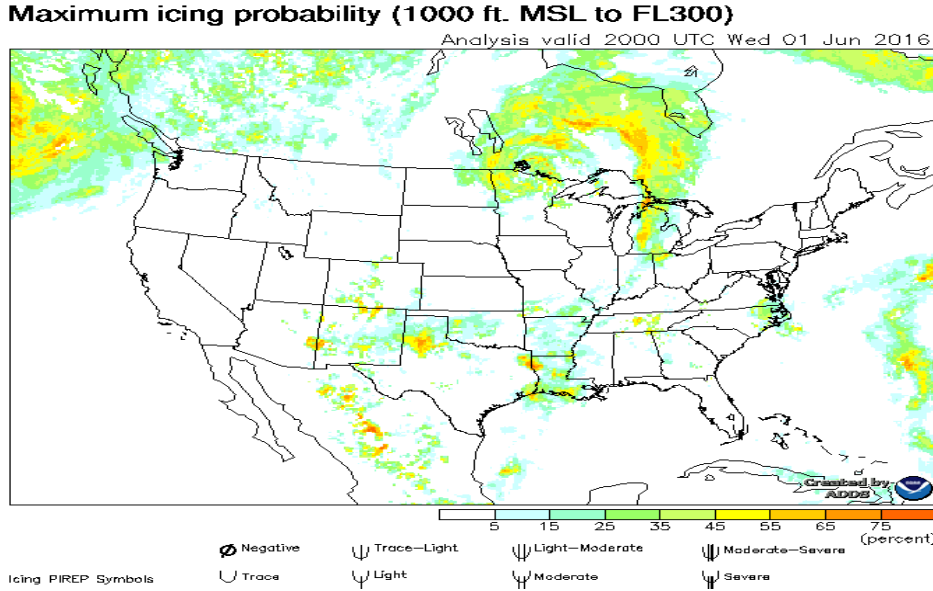 Maximum icing probability (1000 ft. MSL to FL300)
Analysis valid 2000 UTC Wed 01 Jun 2016
Created by
ADDS
5 15 25 35 45 55 65 75
(percent)
Negative Trace-Light Light-Moderate Moderate-Severe
Icing PIREP Symbols Trace Light Moderate Severe